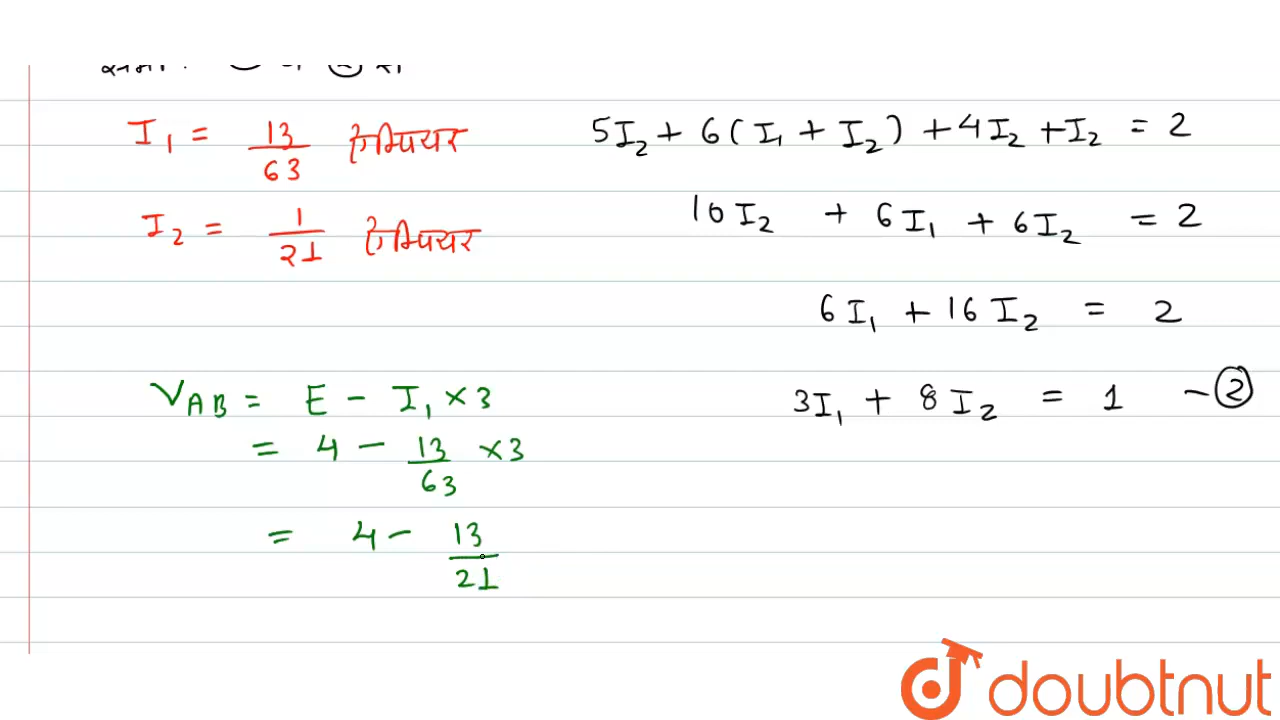 I₁ = 13/63 ऐम्पियर
I₂ = 1/21 ऐम्पियर
5I₂ + 6(I₁ + I₂) + 4I₂ + I₂ = 2
10I₂ + 6I₁ + 6I₂ = 2
6I₁ + 16I₂ = 2
3I₁ + 8I₂ = 1 - ②
V_AB = E - I₁ × 3
= 4 - 13/63 × 3
= 4 - 13/21
doubtnut